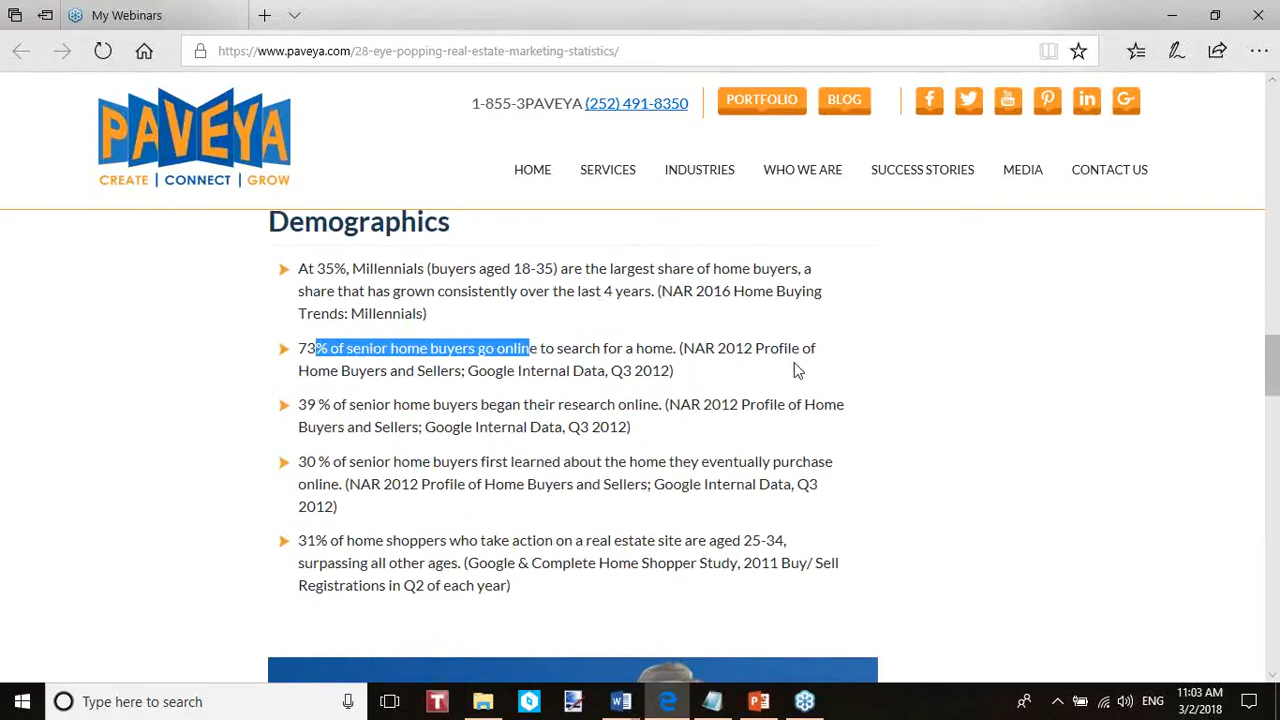 My Webinars
https://www.paveya.com/28-eye-popping-real-estate-marketing-statistics/
PAVEYA
CREATE | CONNECT | GROW
1-855-3PAVEYA (252) 491-8350
PORTFOLIO
BLOG
HOME
SERVICES
INDUSTRIES
WHO WE ARE
SUCCESS STORIES
MEDIA
CONTACT US
Demographics
At 35%, Millennials (buyers aged 18-35) are the largest share of home buyers, a
share that has grown consistently over the last 4 years. (NAR 2016 Home Buying
Trends: Millennials)
73% of senior home buyers go online to search for a home. (NAR 2012 Profile of
Home Buyers and Sellers; Google Internal Data, Q3 2012)
39 % of senior home buyers began their research online. (NAR 2012 Profile of Home
Buyers and Sellers; Google Internal Data, Q3 2012)
30 % of senior home buyers first learned about the home they eventually purchase
online. (NAR 2012 Profile of Home Buyers and Sellers; Google Internal Data, Q3
2012)
31% of home shoppers who take action on a real estate site are aged 25-34,
surpassing all other ages. (Google & Complete Home Shopper Study, 2011 Buy/ Sell
Registrations in Q2 of each year)
Type here to search
ENG
11:03 AM
3/2/2018